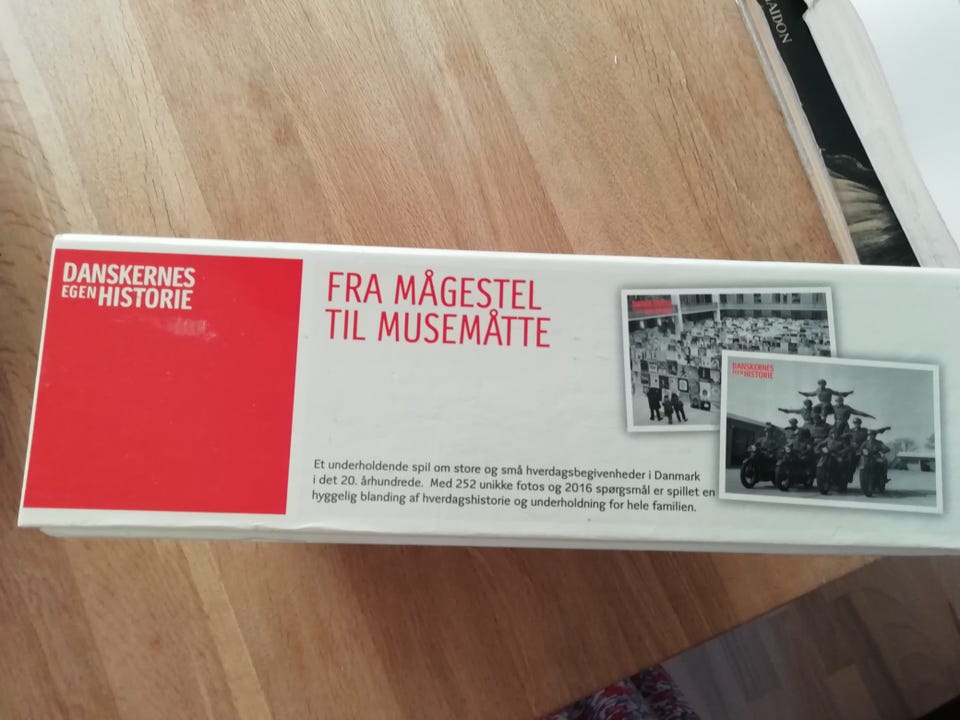 DANSKERNES
EGEN HISTORIE
FRA MÅGESTEL
TIL MUSEMÅTTE
Et underholdende spil om store og små hverdagsbegivenheder i Danmark
i det 20. århundrede. Med 252 unikke fotos og 2016 spørgsmål er spillet en
hyggelig blanding af hverdagshistorie og underholdning for hele familien.
DANSKERNES
EGEN HISTORIE
AIDON